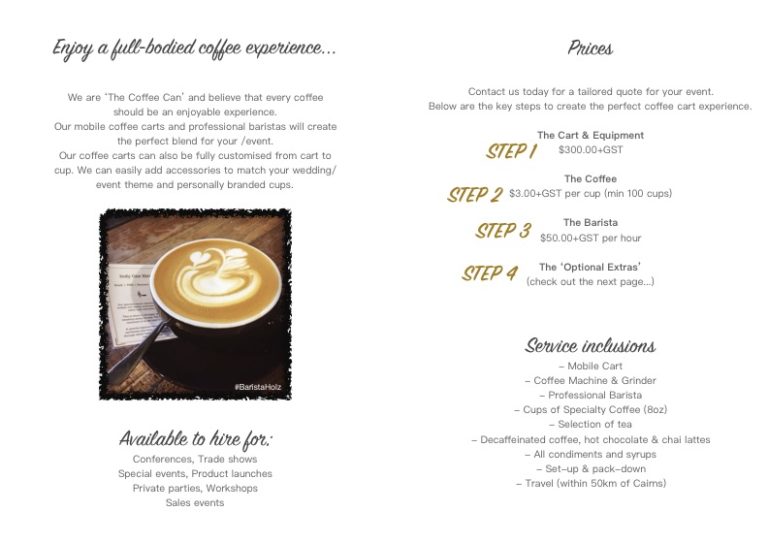 Enjoy a full-bodied coffee experience...
We are ‘The Coffee Can’ and believe that every coffee
should be an enjoyable experience.
Our mobile coffee carts and professional baristas will create
the perfect blend for your /event.
Our coffee carts can also be fully customised from cart to
cup. We can easily add accessories to match your wedding/
event theme and personally branded cups.
#BaristaHolz
Available to hire for:
Conferences, Trade shows
Special events, Product launches
Private parties, Workshops
Sales events
Prices
Contact us today for a tailored quote for your event.
Below are the key steps to create the perfect coffee cart experience.
The Cart & Equipment
STEP 1 $300.00+GST
The Coffee
STEP 2 $3.00+GST per cup (min 100 cups)
The Barista
STEP 3 $50.00+GST per hour
The ‘Optional Extras’
STEP 4 (check out the next page...)
Service inclusions
- Mobile Cart
- Coffee Machine & Grinder
- Professional Barista
- Cups of Specialty Coffee (8oz)
- Selection of tea
- Decaffeinated coffee, hot chocolate & chai lattes
- All condiments and syrups
- Set-up & pack-down
- Travel (within 50km of Cairns)